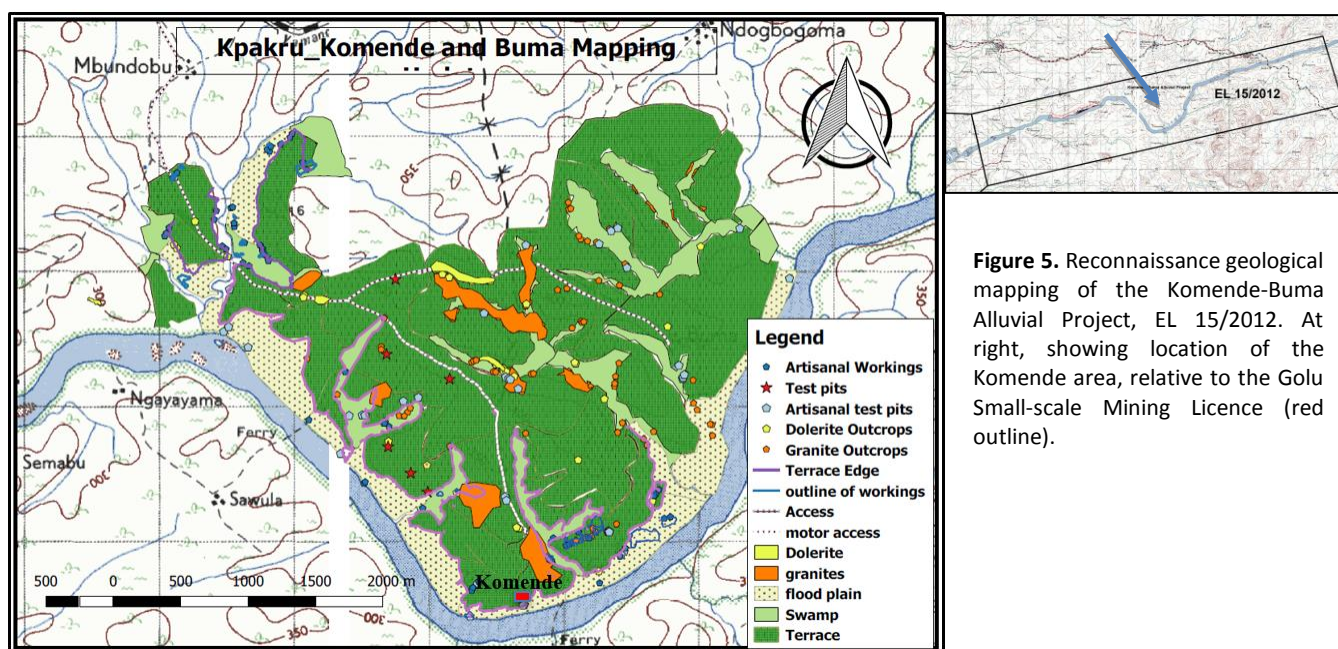 Kpakru_Komende and Buma Mapping
Mbundobu
Ndogbogoma
350
16
300
350
350
Ngayayama
Ferry
Semabu
Sawula
300
300
350
Komende
Ferry
500 0 500 1000 1500 2000 m
Legend
Artisanal Workings
Test pits
Artisanal test pits
Dolerite Outcrops
Granite Outcrops
Terrace Edge
outline of workings
Access
motor access
Dolerite
granites
flood plain
Swamp
Terrace
EL 15/2012
Figure 5. Reconnaissance geological
mapping of the Komende-Buma
Alluvial Project, EL 15/2012. At
right, showing location of the
Komende area, relative to the Golu
Small-scale Mining Licence (red
outline).